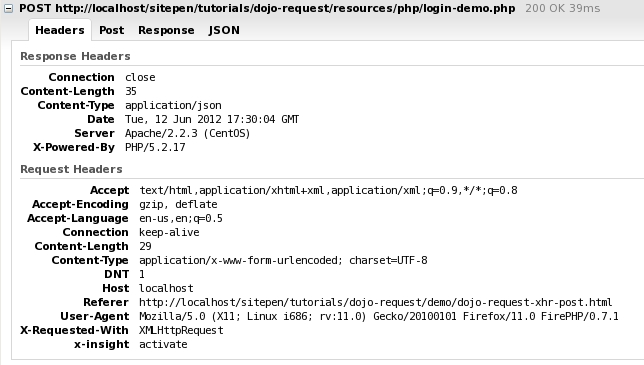 POST http://localhost/sitepen/tutorials/dojo-request/resources/php/login-demo.php 200 OK 39ms
Headers Post Response JSON
Response Headers
Connection close
Content-Length 35
Content-Type application/json
Date Tue, 12 Jun 2012 17:30:04 GMT
Server Apache/2.2.3 (CentOS)
X-Powered-By PHP/5.2.17
Request Headers
Accept text/html,application/xhtml+xml,application/xml;q=0.9,*/*;q=0.8
Accept-Encoding gzip, deflate
Accept-Language en-us,en;q=0.5
Connection keep-alive
Content-Length 29
Content-Type application/x-www-form-urlencoded; charset=UTF-8
DNT 1
Host localhost
Referer http://localhost/sitepen/tutorials/dojo-request/demo/dojo-request-xhr-post.html
User-Agent Mozilla/5.0 (X11; Linux i686; rv:11.0) Gecko/20100101 Firefox/11.0 FirePHP/0.7.1
X-Requested-With XMLHttpRequest
x-insight activate